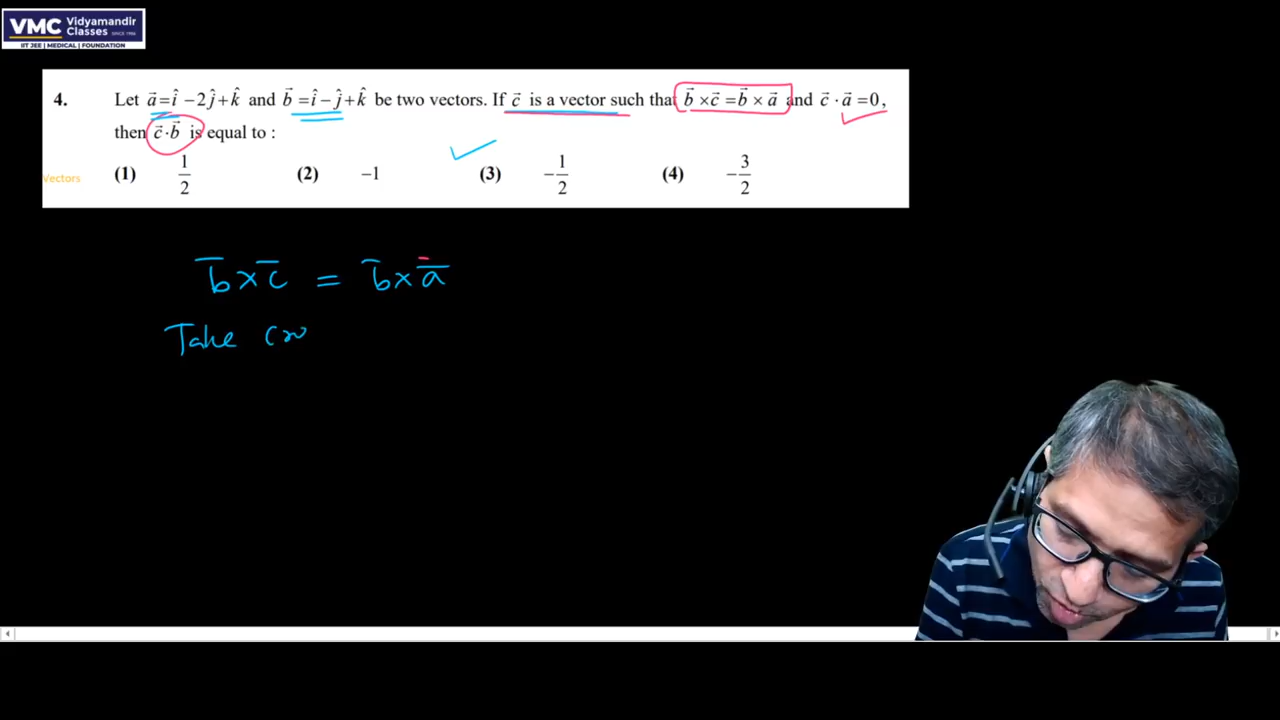 VMC Vidyamandir Classes SINCE 1986
IIT JEE | MEDICAL | FOUNDATION
4. Let a⃗ = î − 2ĵ + k̂ and b⃗ = î − ĵ + k̂ be two vectors. If c⃗ is a vector such that b⃗ × c⃗ = b⃗ × a⃗ and c⃗ · a⃗ = 0,
then c⃗ · b⃗ is equal to :
(1) 1/2 (2) −1 (3) −1/2 (4) −3/2
Vectors
b̅ × c̅ = b̅ × a̅
Take cro